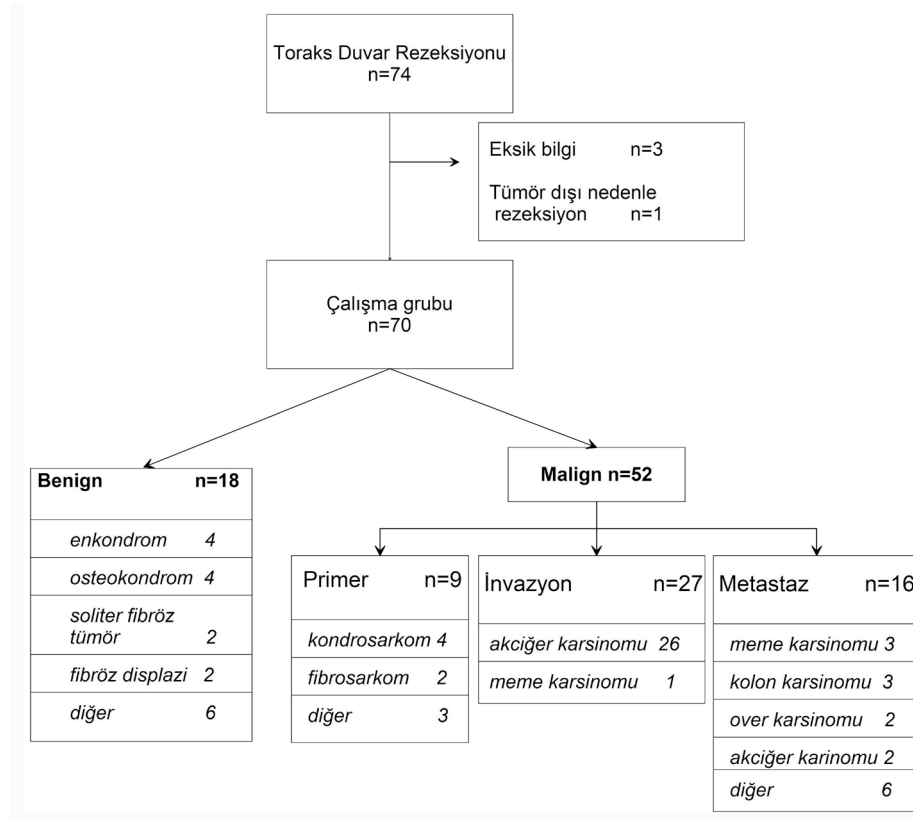 Toraks Duvar Rezeksiyonu
n=74
Eksik bilgi n=3
Tümör dışı nedenle
rezeksiyon n=1
Çalışma grubu
n=70
Benign n=18
enkondrom 4
osteokondrom 4
soliter fibröz
tümör 2
fibröz displazi 2
diğer 6
Malign n=52
Primer n=9
kondrosarkom 4
fibrosarkom 2
diğer 3
İnvazyon n=27
akciğer karsinomu 26
meme karsinomu 1
Metastaz n=16
meme karsinomu 3
kolon karsinomu 3
over karsinomu 2
akciğer karinomu 2
diğer 6